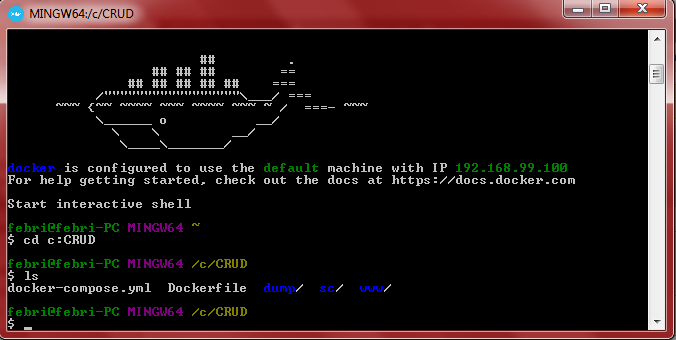 MINGW64:/c/CRUD
                        ##         .
                  ## ## ##        ==
               ## ## ## ## ##    ===
           /"""""""""""""""""\___/ ===
      ~~~ {~~ ~~~~ ~~~ ~~~~ ~~~ ~ /  ===- ~~~
           \______ o           __/
             \    \         __/
              \____\_______/
docker is configured to use the default machine with IP 192.168.99.100
For help getting started, check out the docs at https://docs.docker.com
Start interactive shell
febri@febri-PC MINGW64 ~
$ cd c:CRUD
febri@febri-PC MINGW64 /c/CRUD
$ ls
docker-compose.yml  Dockerfile  dump/  sc/  www/
febri@febri-PC MINGW64 /c/CRUD
$